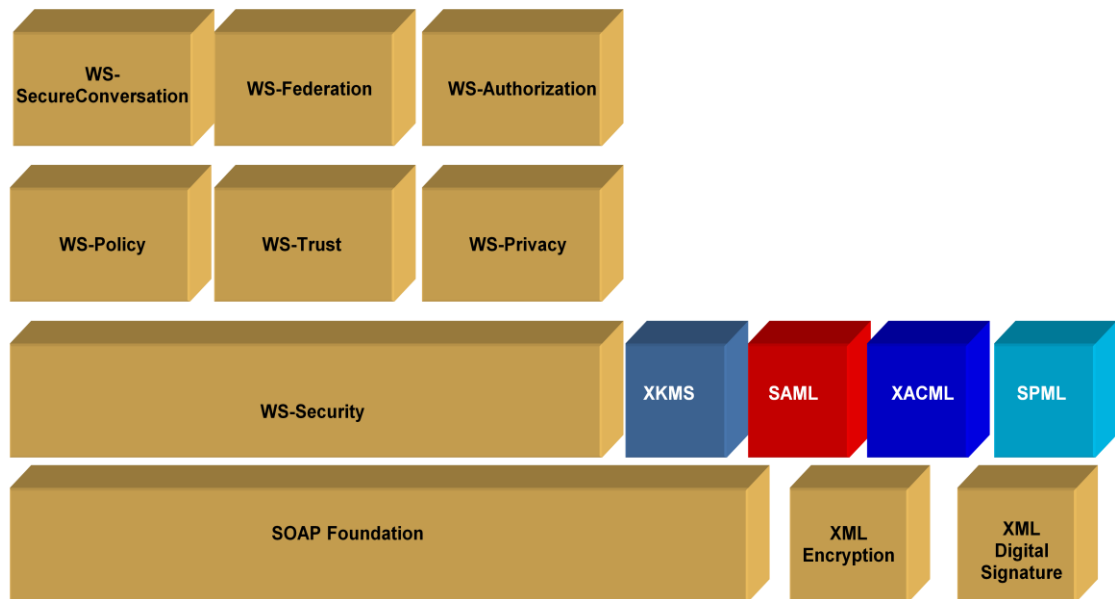 WS-
SecureConversation
WS-Federation
WS-Authorization
WS-Policy
WS-Trust
WS-Privacy
WS-Security
XKMS
SAML
XACML
SPML
SOAP Foundation
XML
Encryption
XML
Digital
Signature